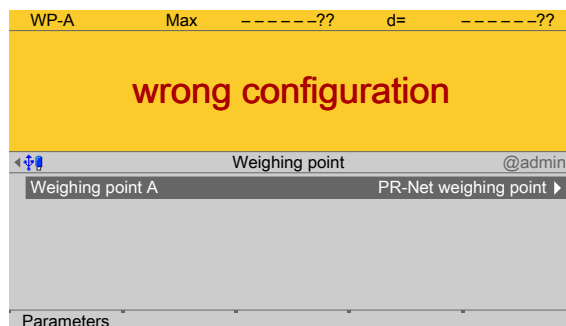 WP-A Max – – – – – –?? d= – – – – – –??
wrong configuration
Weighing point @admin
Weighing point A PR-Net weighing point
Parameters